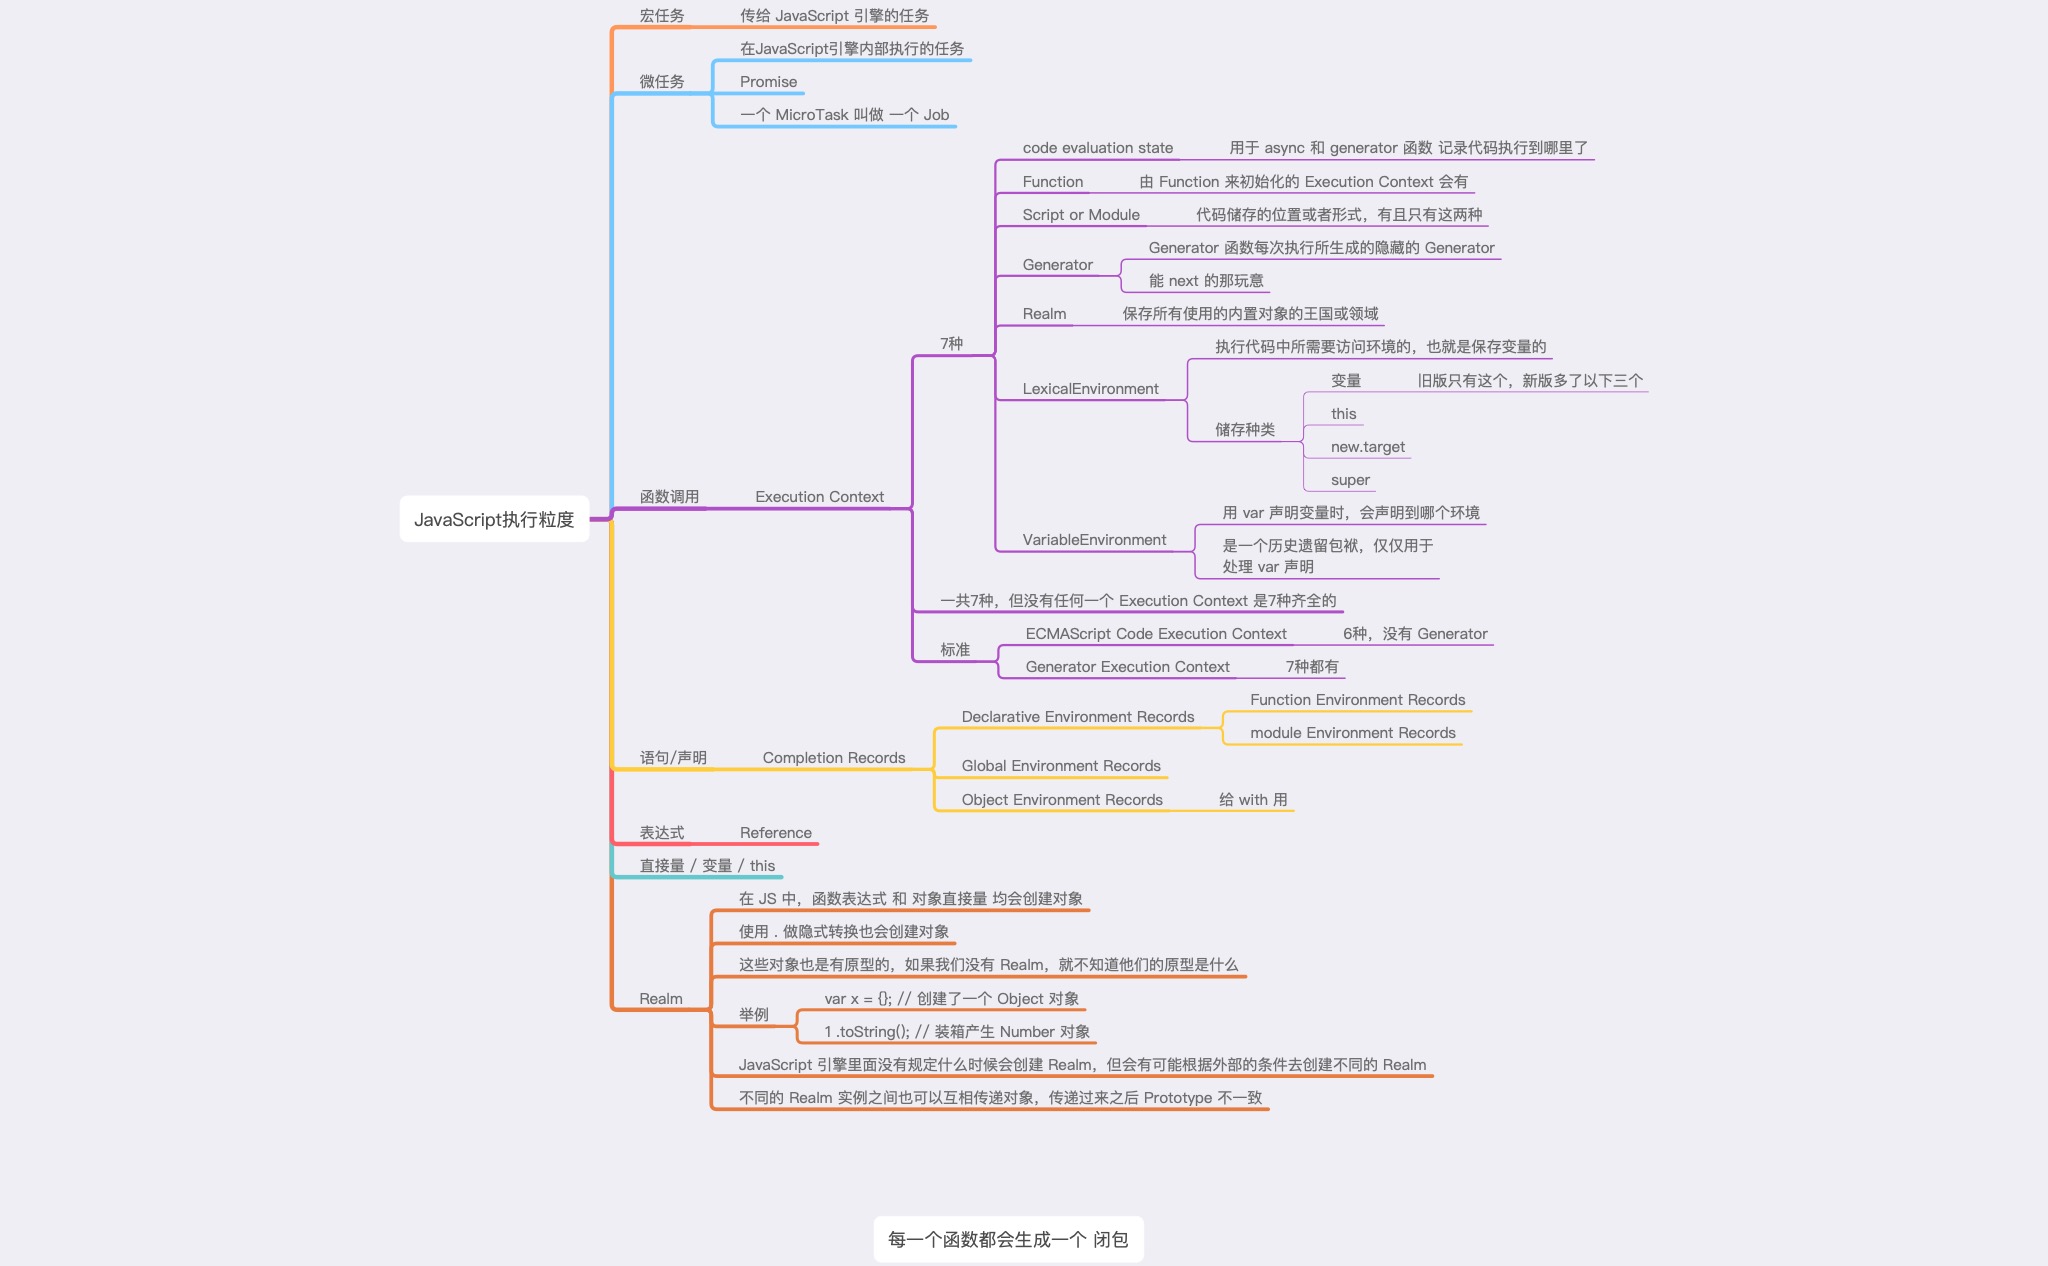 宏任务
传给 JavaScript 引擎的任务
在JavaScript引擎内部执行的任务
微任务
Promise
一个 MicroTask 叫做 一个 Job
code evaluation state
用于 async 和 generator 函数 记录代码执行到哪里了
Function
由 Function 来初始化的 Execution Context 会有
Script or Module
代码储存的位置或者形式，有且只有这两种
Generator 函数每次执行所生成的隐藏的 Generator
Generator
能 next 的那玩意
Realm
保存所有使用的内置对象的王国或领域
7种
执行代码中所需要访问环境的，也就是保存变量的
LexicalEnvironment
变量
旧版只有这个，新版多了以下三个
this
储存种类
new.target
super
函数调用
Execution Context
JavaScript执行粒度
用 var 声明变量时，会声明到哪个环境
VariableEnvironment
是一个历史遗留包袱，仅仅用于
处理 var 声明
一共7种，但没有任何一个 Execution Context 是7种齐全的
标准
ECMAScript Code Execution Context
6种，没有 Generator
Generator Execution Context
7种都有
Function Environment Records
Declarative Environment Records
module Environment Records
语句/声明
Completion Records
Global Environment Records
Object Environment Records
给 with 用
表达式
Reference
直接量 / 变量 / this
在 JS 中，函数表达式 和 对象直接量 均会创建对象
使用 . 做隐式转换也会创建对象
这些对象也是有原型的，如果我们没有 Realm，就不知道他们的原型是什么
Realm
举例
var x = {}; // 创建了一个 Object 对象
1 .toString(); // 装箱产生 Number 对象
JavaScript 引擎里面没有规定什么时候会创建 Realm，但会有可能根据外部的条件去创建不同的 Realm
不同的 Realm 实例之间也可以互相传递对象，传递过来之后 Prototype 不一致
每一个函数都会生成一个 闭包